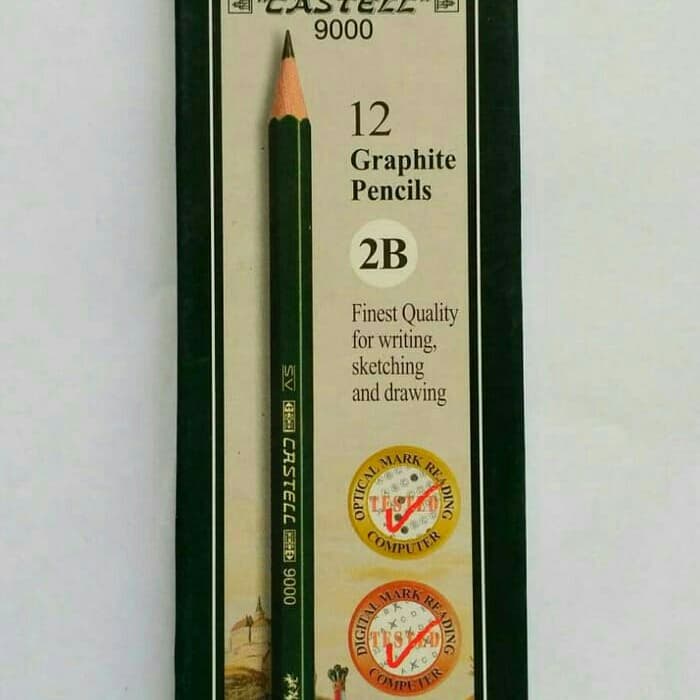 "CASTELL"
9000
12
Graphite
Pencils
2B
Finest Quality
for writing,
sketching
and drawing
SV CASTELL 9000
OPTICAL MARK READING
TESTED
COMPUTER
DIGITAL MARK READING
TESTED
COMPUTER